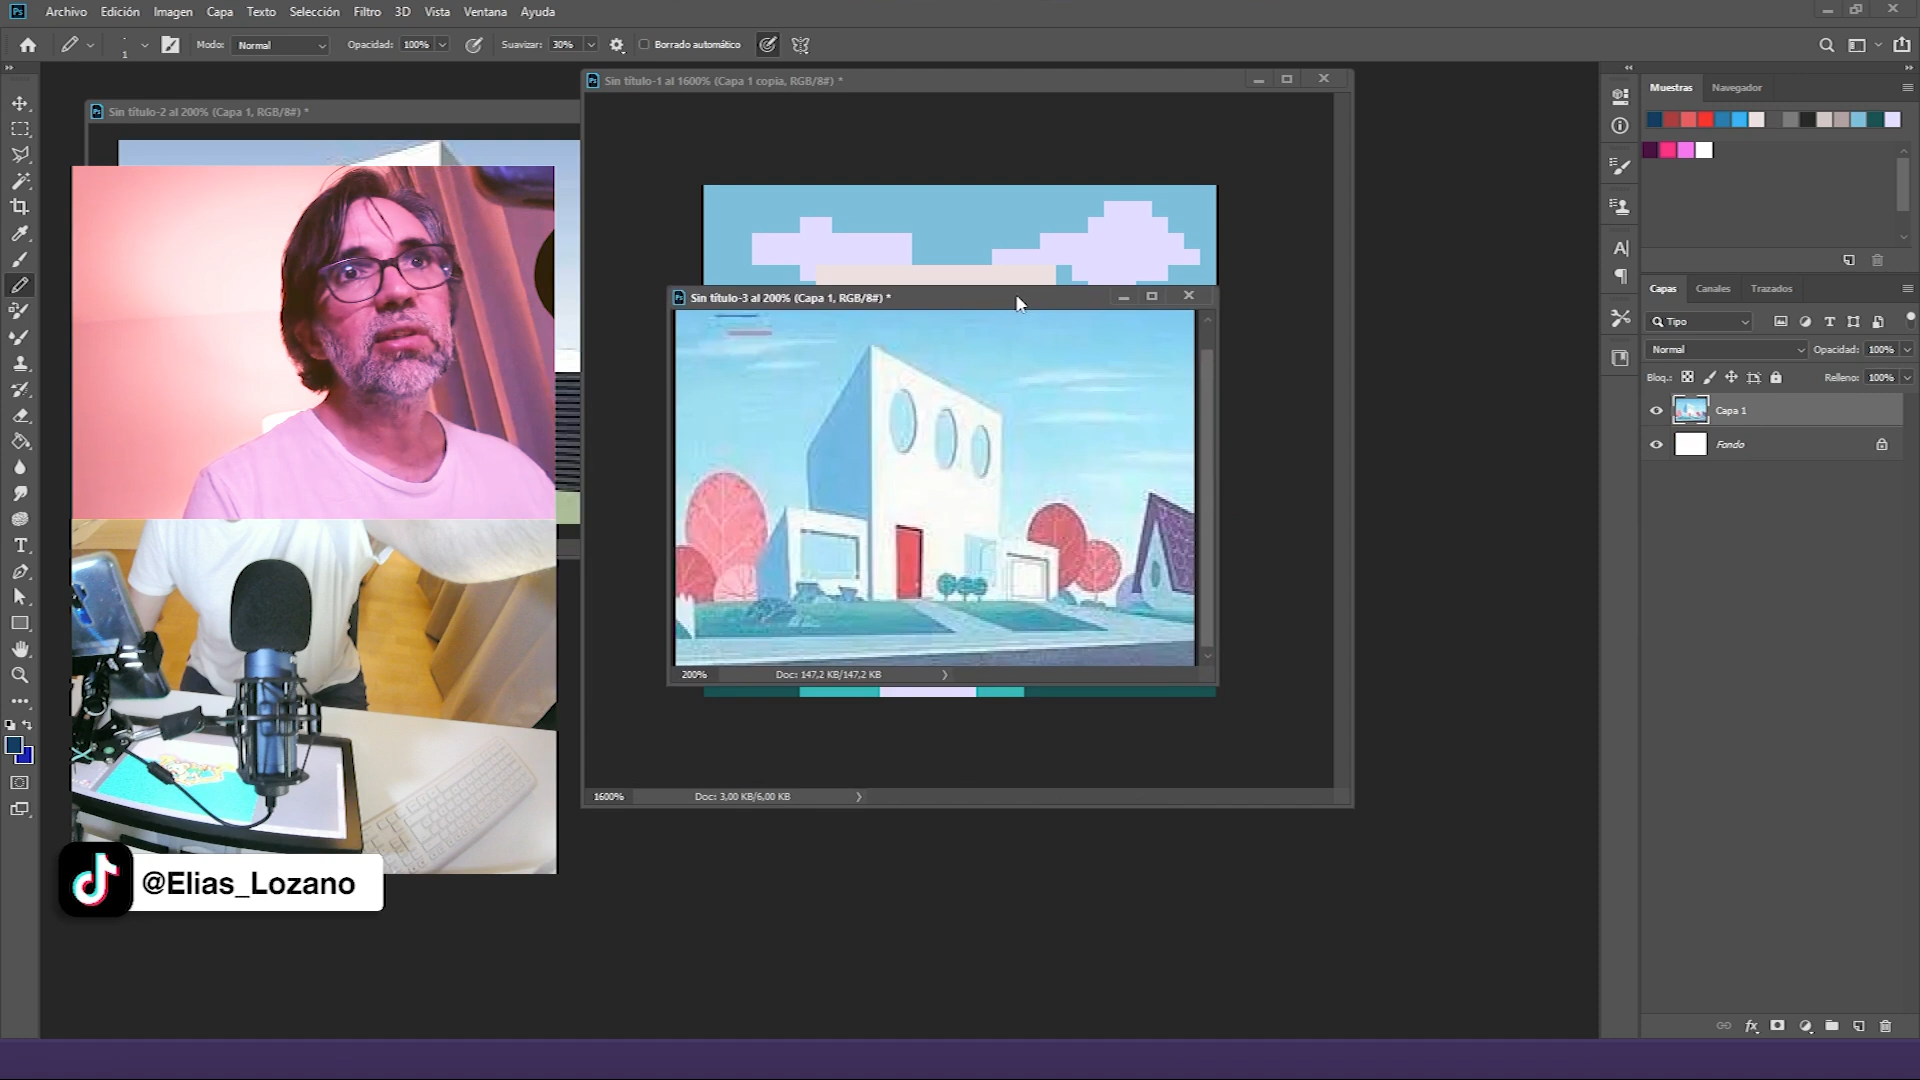 Ps Archivo Edición Imagen Capa Texto Selección Filtro 3D Vista Ventana Ayuda
1 Modo: Normal Opacidad: 100% Suavizar: 30% Borrado automático
Sin título-1 al 1600% (Capa 1 copia, RGB/8#) *
Sin título-2 al 200% (Capa 1, RGB/8#) *
Sin título-3 al 200% (Capa 1, RGB/8#) *
200% Doc: 147,2 KB/147,2 KB
1600% Doc: 3,00 KB/6,00 KB
@Elias_Lozano
Muestras Navegador
Capas Canales Trazados
Tipo
Normal Opacidad: 100%
Bloq.: Relleno: 100%
Capa 1
Fondo
fx